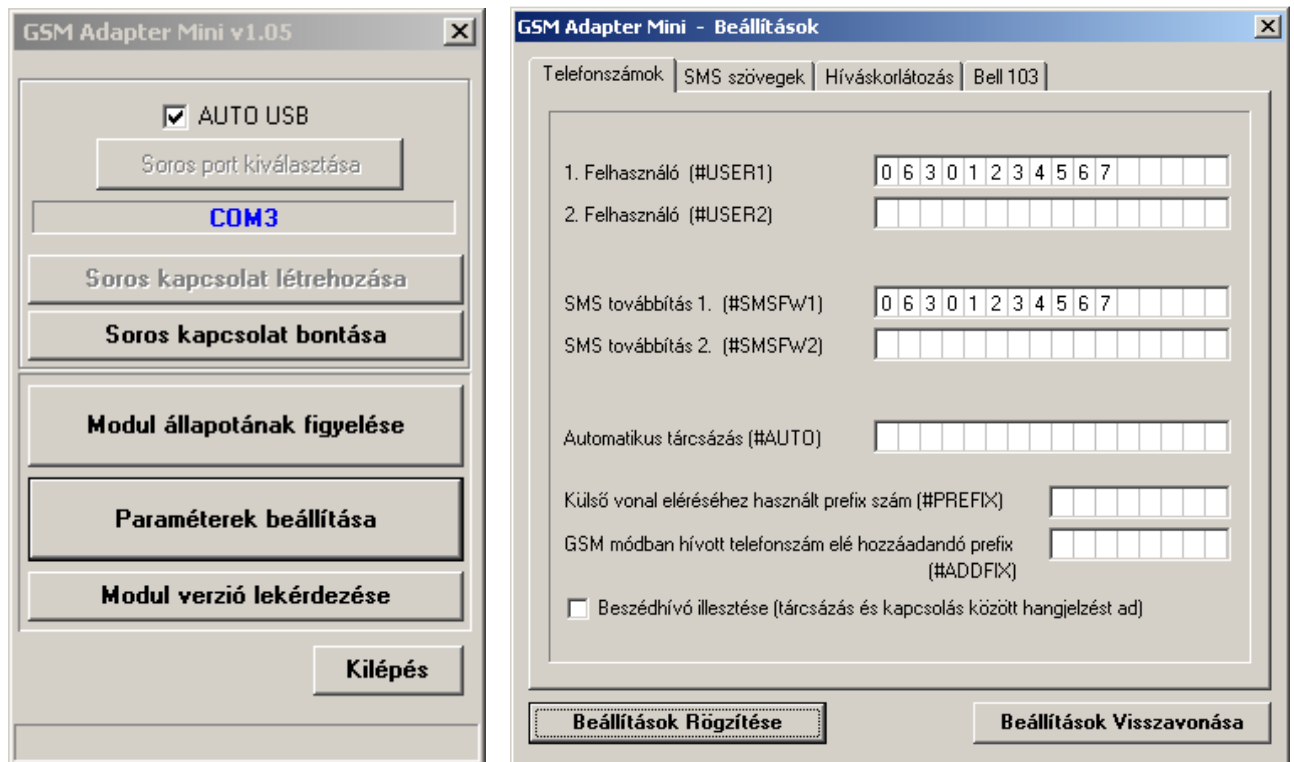 GSM Adapter Mini v1.05
AUTO USB
Soros port kiválasztása
COM3
Soros kapcsolat létrehozása
Soros kapcsolat bontása
Modul állapotának figyelése
Paraméterek beállítása
Modul verzió lekérdezése
Kilépés
GSM Adapter Mini - Beállítások
Telefonszámok SMS szövegek Híváskorlátozás Bell 103
1. Felhasználó (#USER1) 06301234567
2. Felhasználó (#USER2)
SMS továbbítás 1. (#SMSFW1) 06301234567
SMS továbbítás 2. (#SMSFW2)
Automatikus tárcsázás (#AUTO)
Külső vonal eléréséhez használt prefix szám (#PREFIX)
GSM módban hívott telefonszám elé hozzáadandó prefix
(#ADDFIX)
Beszédhívó illesztése (tárcsázás és kapcsolás között hangjelzést ad)
Beállítások Rögzítése Beállítások Visszavonása